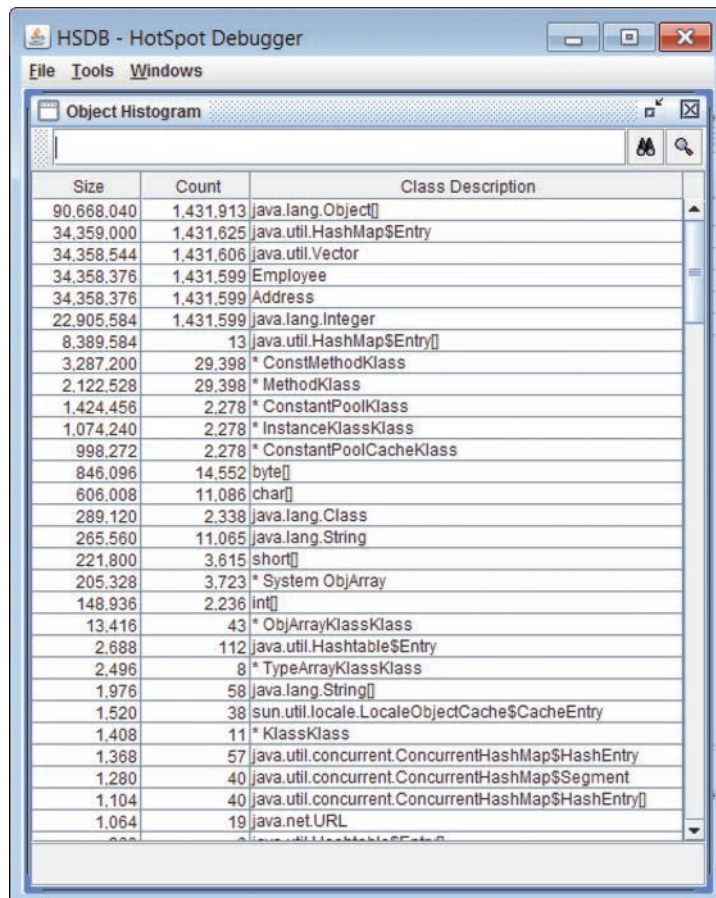 HSDB - HotSpot Debugger
File Tools Windows
Object Histogram
Size Count Class Description
90,668,040 1,431,913 java.lang.Object[]
34,359,000 1,431,625 java.util.HashMap$Entry
34,358,544 1,431,606 java.util.Vector
34,358,376 1,431,599 Employee
34,358,376 1,431,599 Address
22,905,584 1,431,599 java.lang.Integer
8,389,584 13 java.util.HashMap$Entry[]
3,287,200 29,398 * ConstMethodKlass
2,122,528 29,398 * MethodKlass
1,424,456 2,278 * ConstantPoolKlass
1,074,240 2,278 * InstanceKlassKlass
998,272 2,278 * ConstantPoolCacheKlass
846,096 14,552 byte[]
606,008 11,086 char[]
289,120 2,338 java.lang.Class
265,560 11,065 java.lang.String
221,800 3,615 short[]
205,328 3,723 * System ObjArray
148,936 2,236 int[]
13,416 43 * ObjArrayKlassKlass
2,688 112 java.util.Hashtable$Entry
2,496 8 * TypeArrayKlassKlass
1,976 58 java.lang.String[]
1,520 38 sun.util.locale.LocaleObjectCache$CacheEntry
1,408 11 * KlassKlass
1,368 57 java.util.concurrent.ConcurrentHashMap$HashEntry
1,280 40 java.util.concurrent.ConcurrentHashMap$Segment
1,104 40 java.util.concurrent.ConcurrentHashMap$HashEntry[]
1,064 19 java.net.URL